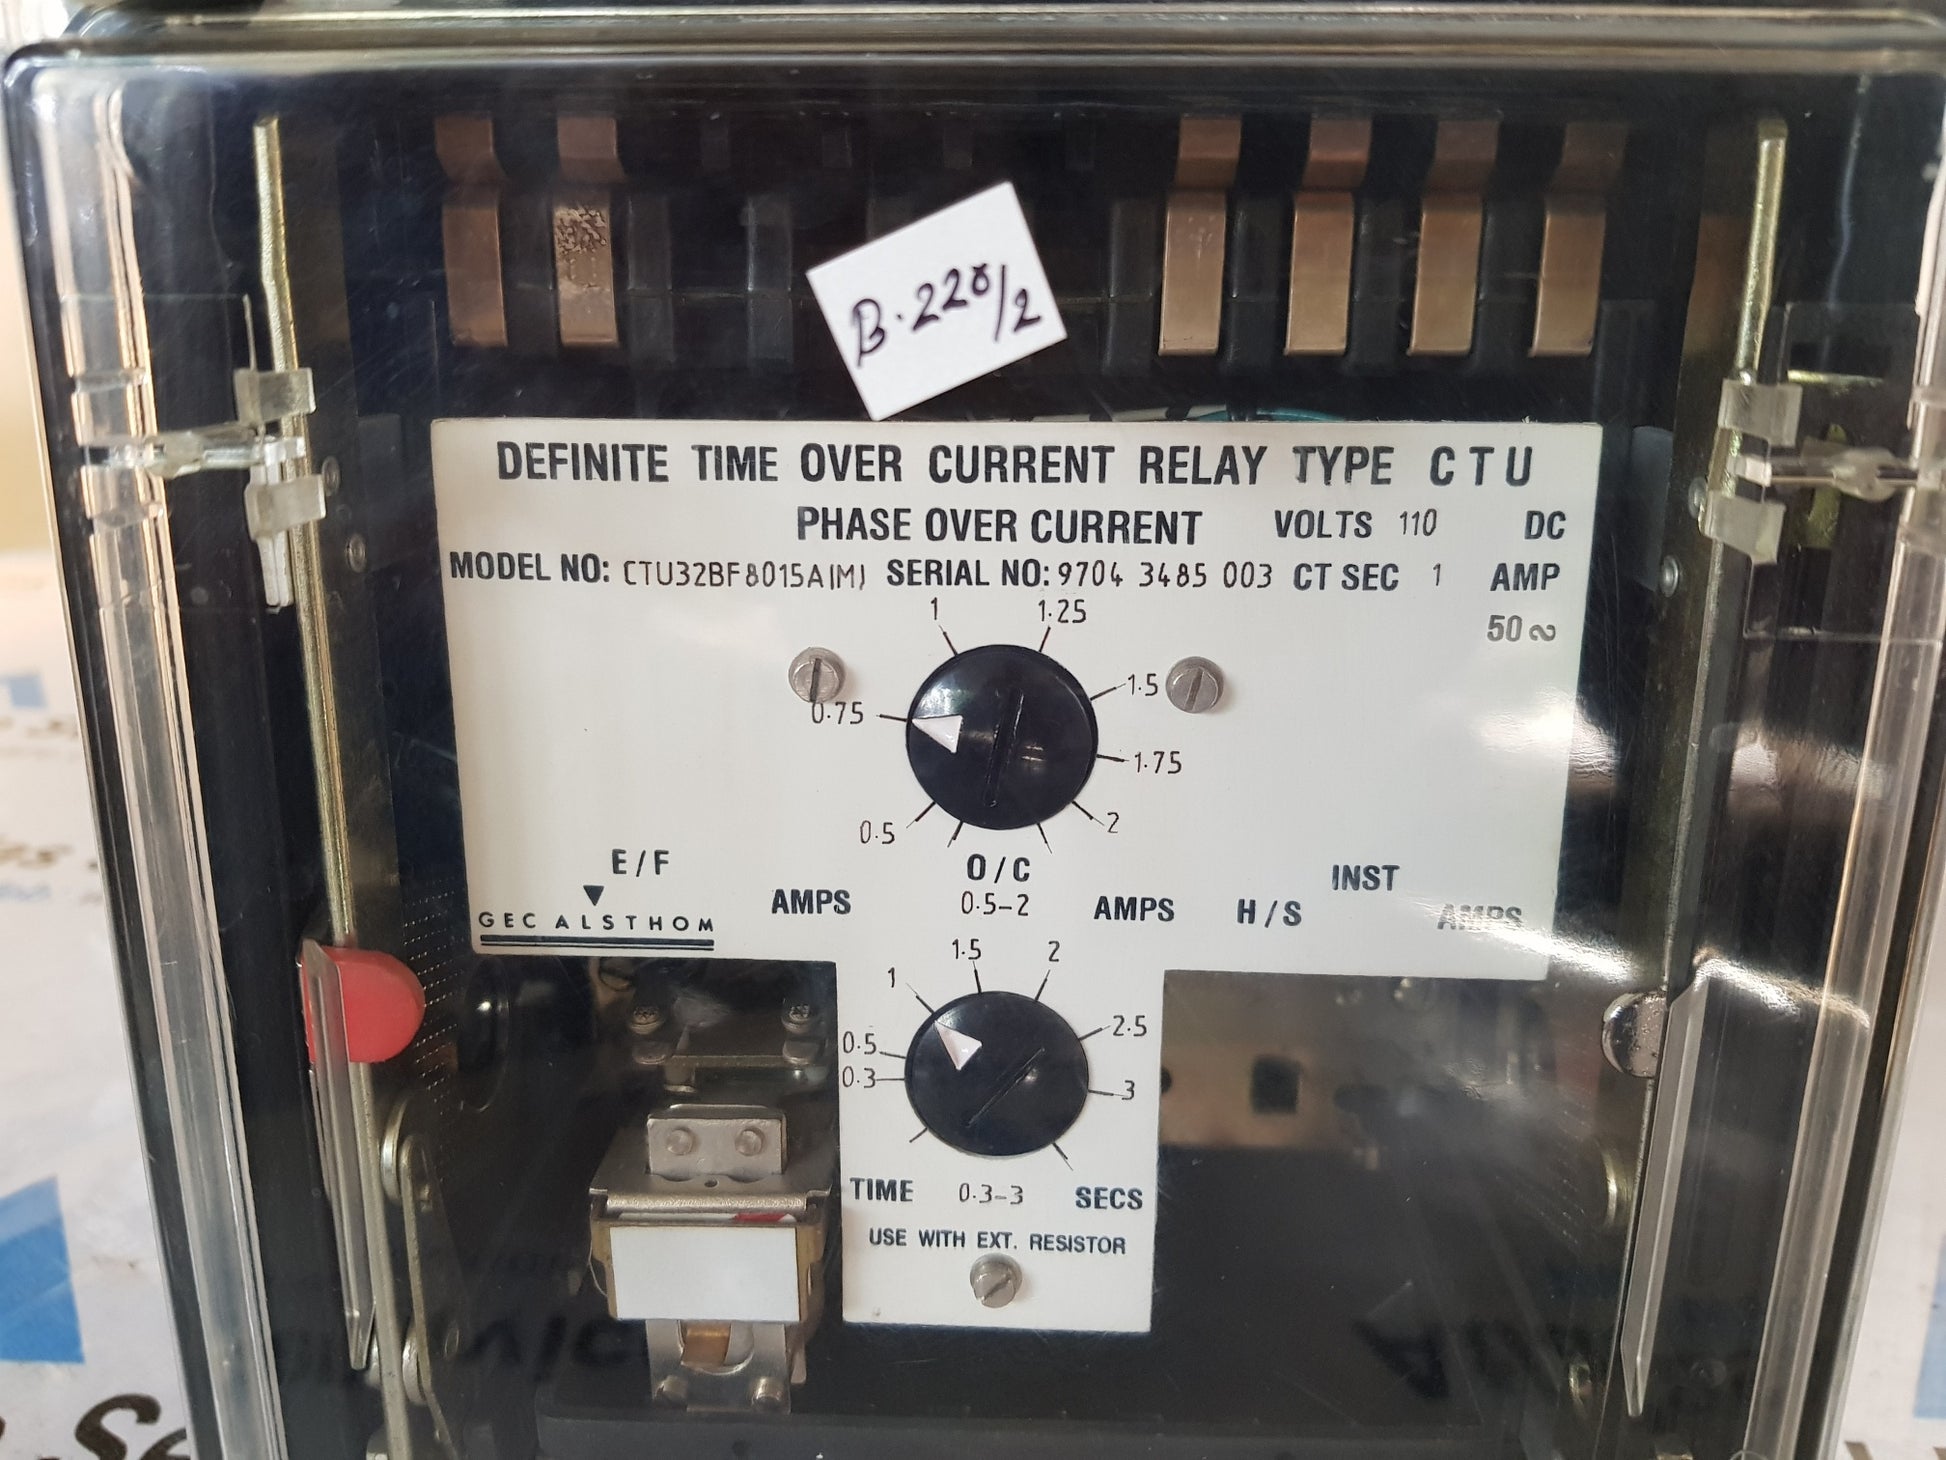 B.220/2
DEFINITE TIME OVER CURRENT RELAY TYPE CTU
PHASE OVER CURRENT VOLTS 110 DC
MODEL NO: CTU32BF8015A(M) SERIAL NO: 9704 3485 003 CT SEC 1 AMP
50 ∾
1 1·25
1·5
0·75
1·75
0·5 2
E/F O/C INST
AMPS 0·5-2 AMPS H/S AMPS
GEC ALSTHOM
1 1·5 2
0·5 2·5
0·3 3
TIME 0·3-3 SECS
USE WITH EXT. RESISTOR